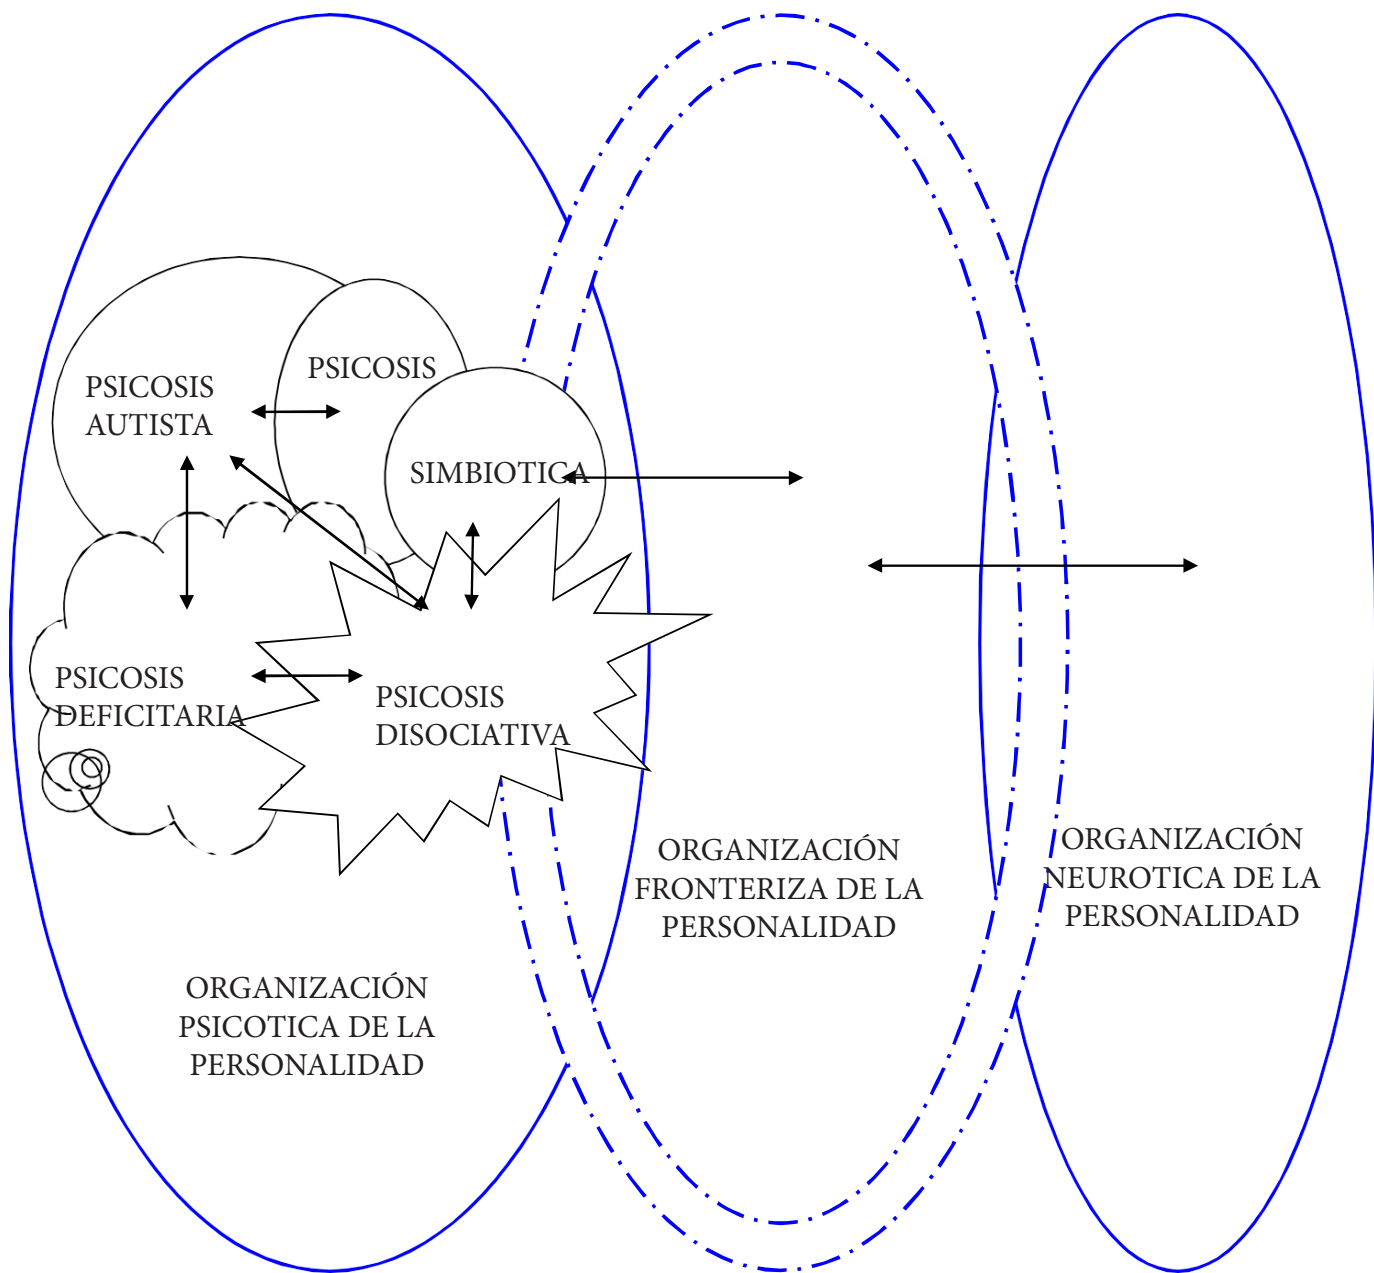 PSICOSIS
AUTISTA
PSICOSIS
SIMBIOTICA
PSICOSIS
DEFICITARIA
PSICOSIS
DISOCIATIVA
ORGANIZACIÓN
PSICOTICA DE LA
PERSONALIDAD
ORGANIZACIÓN
FRONTERIZA DE LA
PERSONALIDAD
ORGANIZACIÓN
NEUROTICA DE LA
PERSONALIDAD